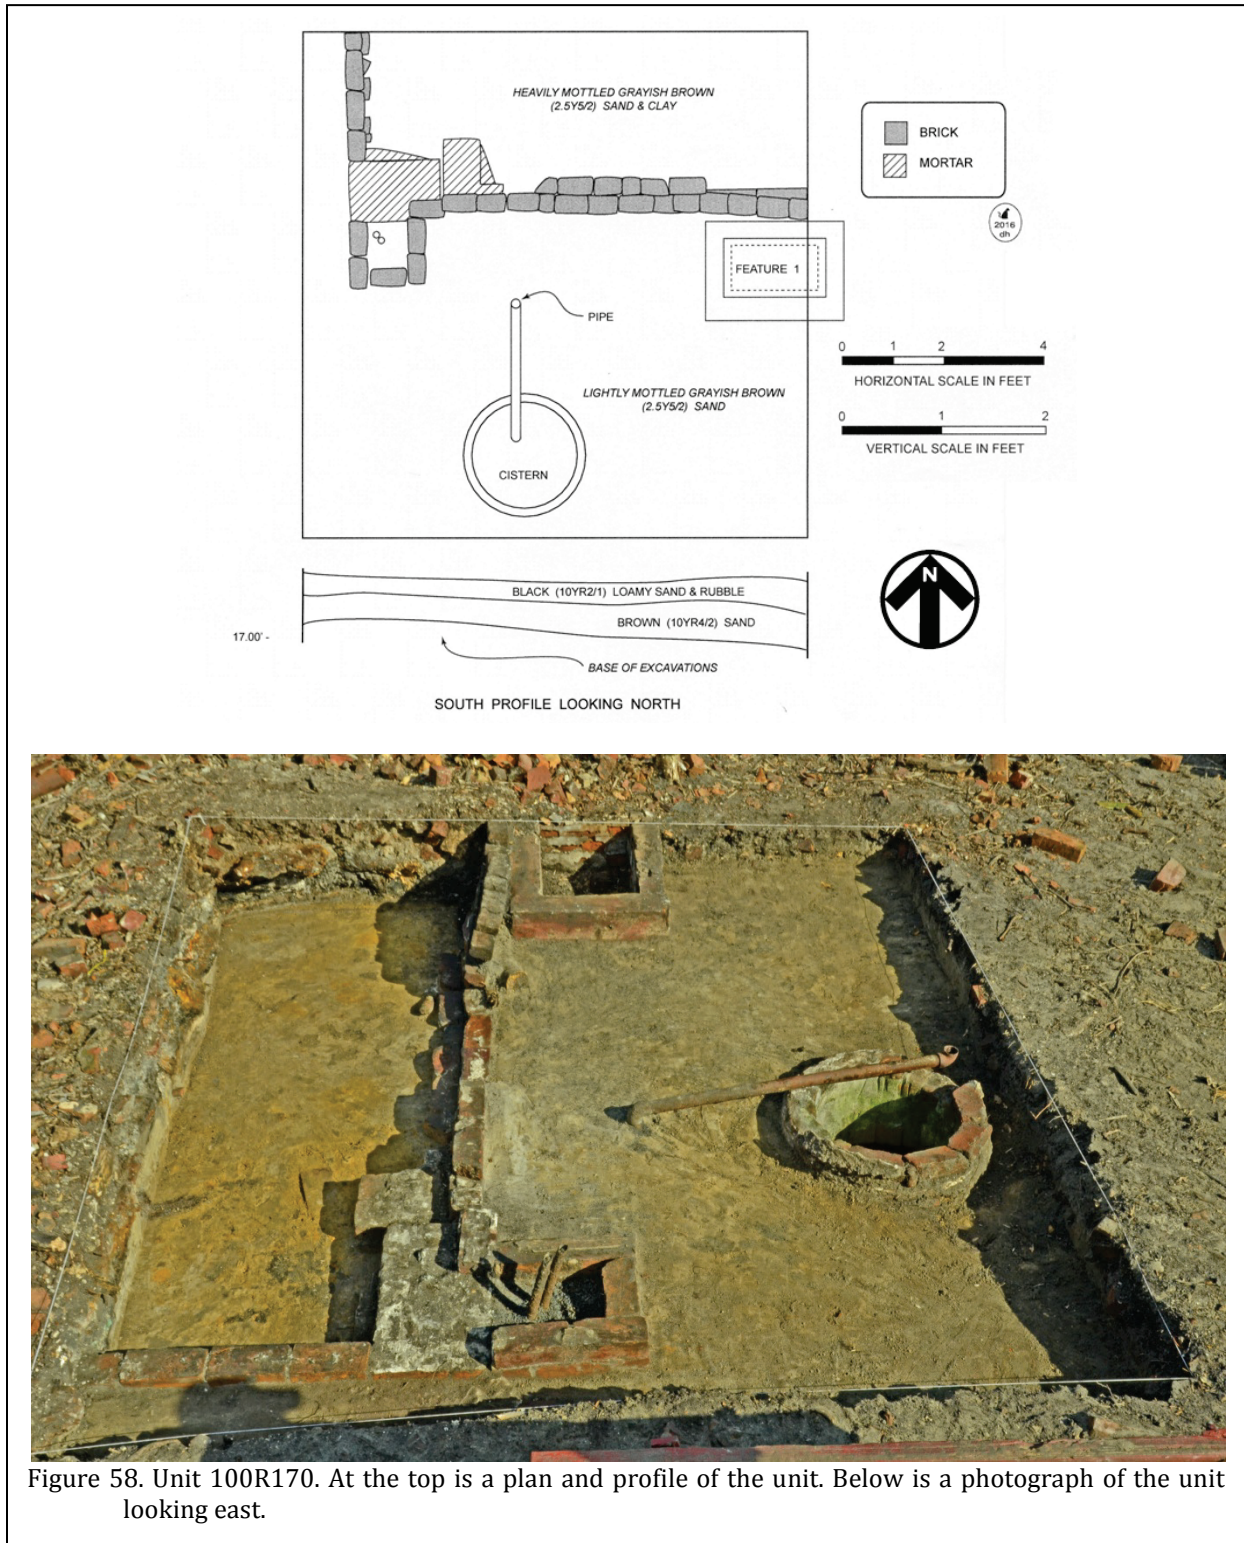 HEAVILY MOTTLED GRAYISH BROWN
(2.5Y5/2) SAND & CLAY
BRICK
MORTAR
2016
dh
FEATURE 1
PIPE
0 1 2 4
HORIZONTAL SCALE IN FEET
LIGHTLY MOTTLED GRAYISH BROWN
(2.5Y5/2) SAND
0 1 2
VERTICAL SCALE IN FEET
CISTERN
N
BLACK (10YR2/1) LOAMY SAND & RUBBLE
BROWN (10YR4/2) SAND
17.00' -
BASE OF EXCAVATIONS
SOUTH PROFILE LOOKING NORTH
Figure 58. Unit 100R170. At the top is a plan and profile of the unit. Below is a photograph of the unit
looking east.